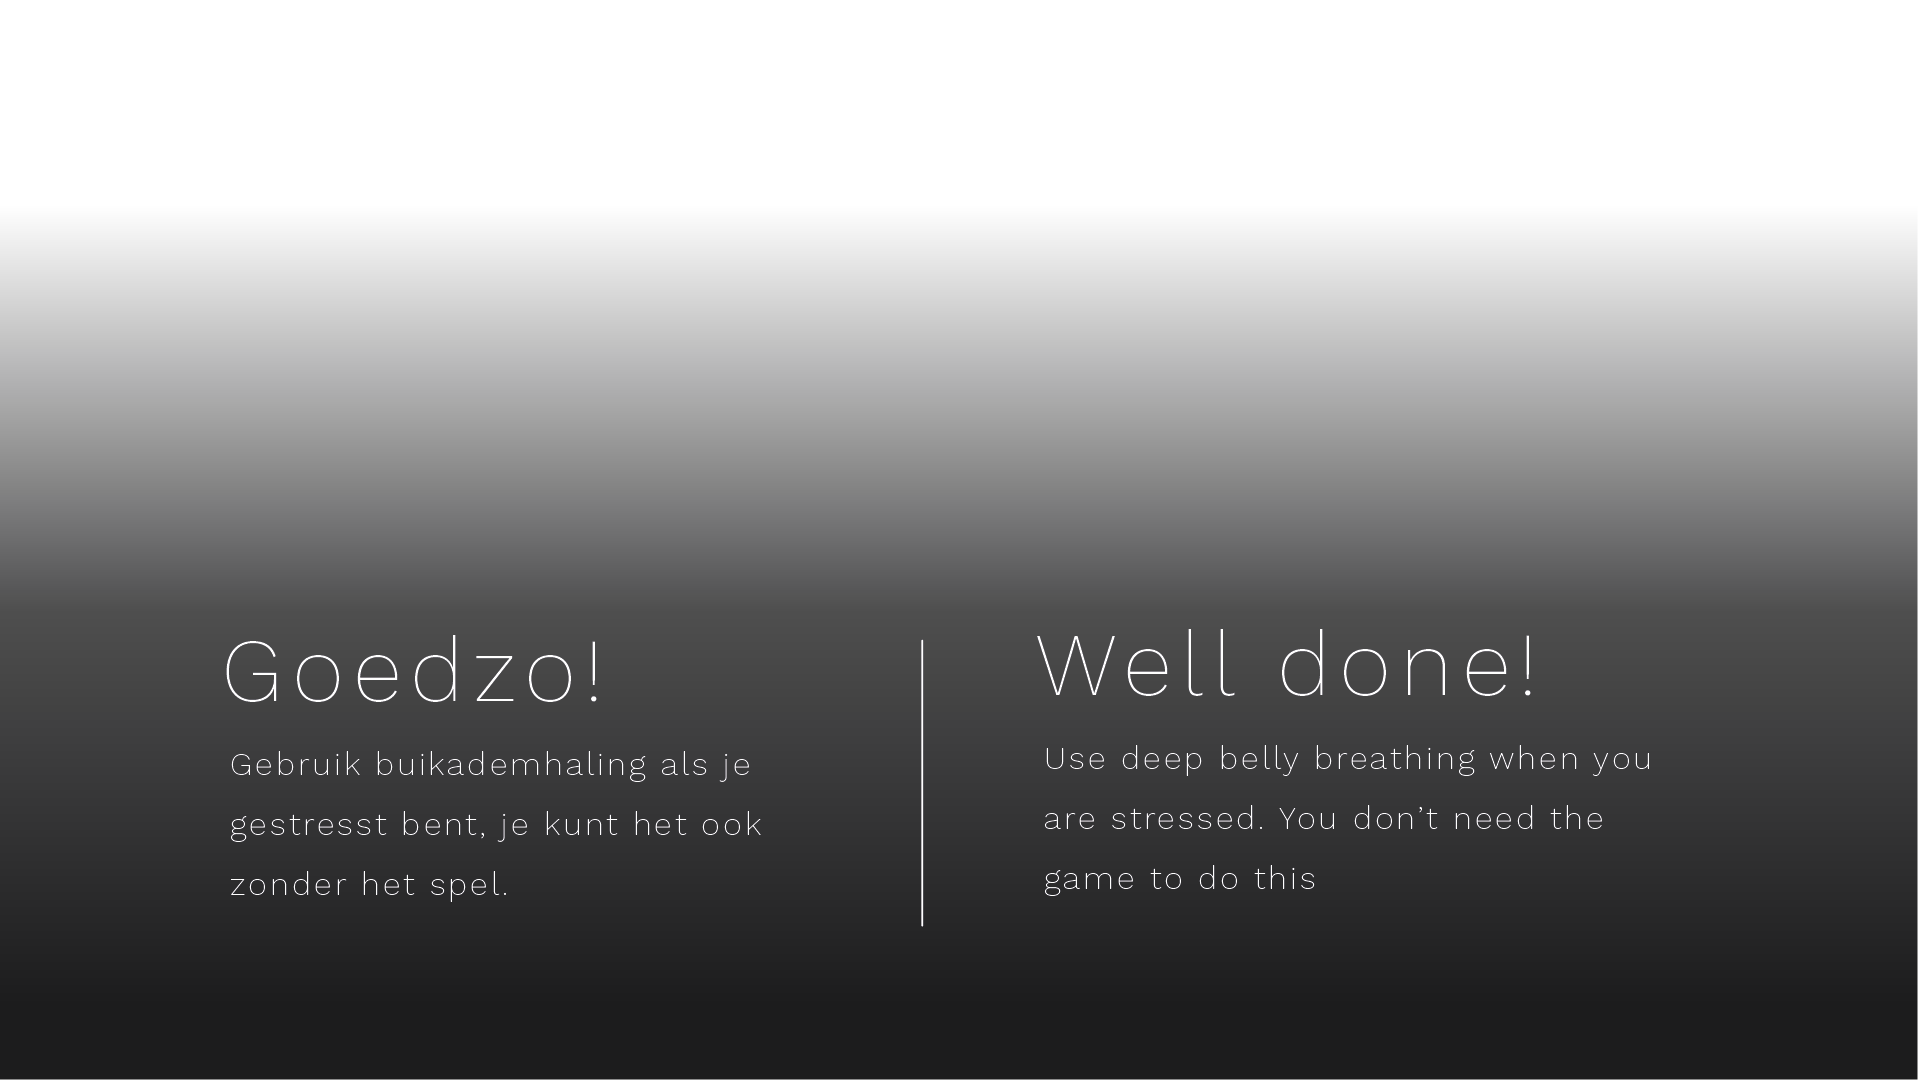 Goedzo!
Gebruik buikademhaling als je
gestresst bent, je kunt het ook
zonder het spel.
Well done!
Use deep belly breathing when you
are stressed. You don’t need the
game to do this